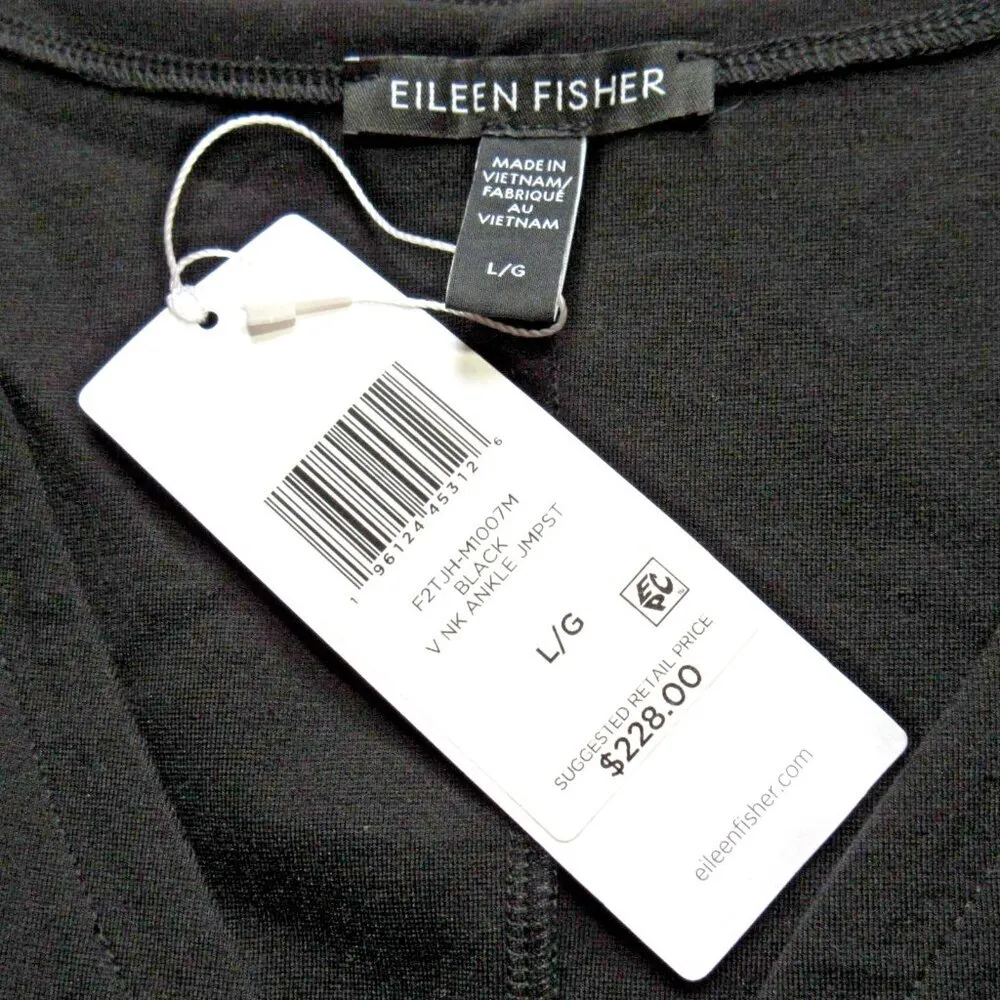 EILEEN FISHER
MADE IN
VIETNAM/
FABRIQUÉ
AU
VIETNAM
L/G
1 96124 45312 6
F2TJH-M1007M
BLACK
V NK ANKLE JMPST
L/G
EPC
SUGGESTED RETAIL PRICE
$228.00
eileenfisher.com